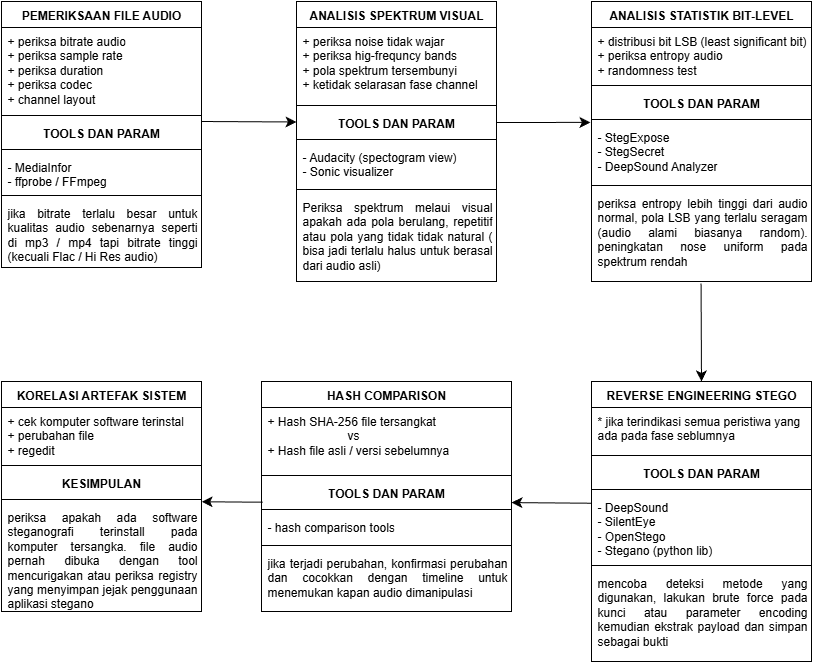 PEMERIKSAAN FILE AUDIO
+ periksa bitrate audio
+ periksa sample rate
+ periksa duration
+ periksa codec
+ channel layout
TOOLS DAN PARAM
- MediaInfor
- ffprobe / FFmpeg
jika bitrate terlalu besar untuk
kualitas audio sebenarnya seperti
di mp3 / mp4 tapi bitrate tinggi
(kecuali Flac / Hi Res audio)
ANALISIS SPEKTRUM VISUAL
+ periksa noise tidak wajar
+ periksa hig-frequncy bands
+ pola spektrum tersembunyi
+ ketidak selarasan fase channel
TOOLS DAN PARAM
- Audacity (spectogram view)
- Sonic visualizer
Periksa spektrum melaui visual
apakah ada pola berulang, repetitif
atau pola yang tidak tidak natural (
bisa jadi terlalu halus untuk berasal
dari audio asli)
ANALISIS STATISTIK BIT-LEVEL
+ distribusi bit LSB (least significant bit)
+ periksa entropy audio
+ randomness test
TOOLS DAN PARAM
- StegExpose
- StegSecret
- DeepSound Analyzer
periksa entropy lebih tinggi dari audio
normal, pola LSB yang terlalu seragam
(audio alami biasanya random).
peningkatan nose uniform pada
spektrum rendah
REVERSE ENGINEERING STEGO
* jika terindikasi semua peristiwa yang
ada pada fase seblumnya
TOOLS DAN PARAM
- DeepSound
- SilentEye
- OpenStego
- Stegano (python lib)
mencoba deteksi metode yang
digunakan, lakukan brute force pada
kunci atau parameter encoding
kemudian ekstrak payload dan simpan
sebagai bukti
HASH COMPARISON
+ Hash SHA-256 file tersangkat
vs
+ Hash file asli / versi sebelumnya
TOOLS DAN PARAM
- hash comparison tools
jika terjadi perubahan, konfirmasi perubahan
dan cocokkan dengan timeline untuk
menemukan kapan audio dimanipulasi
KORELASI ARTEFAK SISTEM
+ cek komputer software terinstal
+ perubahan file
+ regedit
KESIMPULAN
periksa apakah ada software
steganografi terinstall pada
komputer tersangka. file audio
pernah dibuka dengan tool
mencurigakan atau periksa registry
yang menyimpan jejak penggunaan
aplikasi stegano